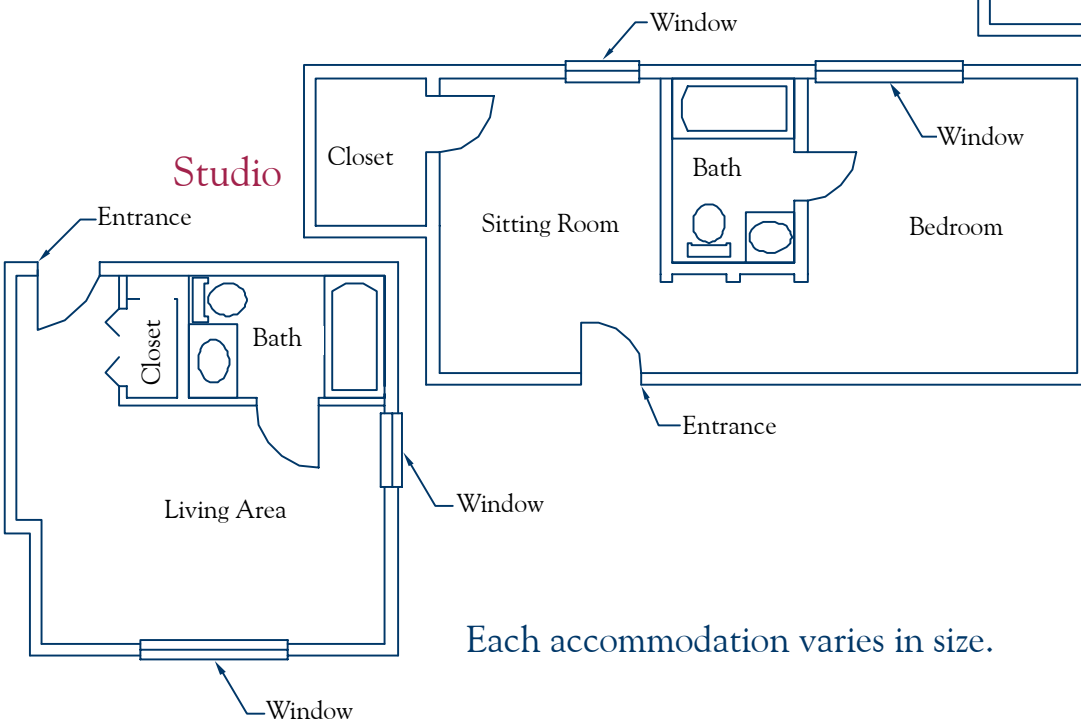 Window
Window
Closet
Bath
Studio
Entrance
Sitting Room
Bedroom
Closet
Bath
Entrance
Living Area
Window
Each accommodation varies in size.
Window